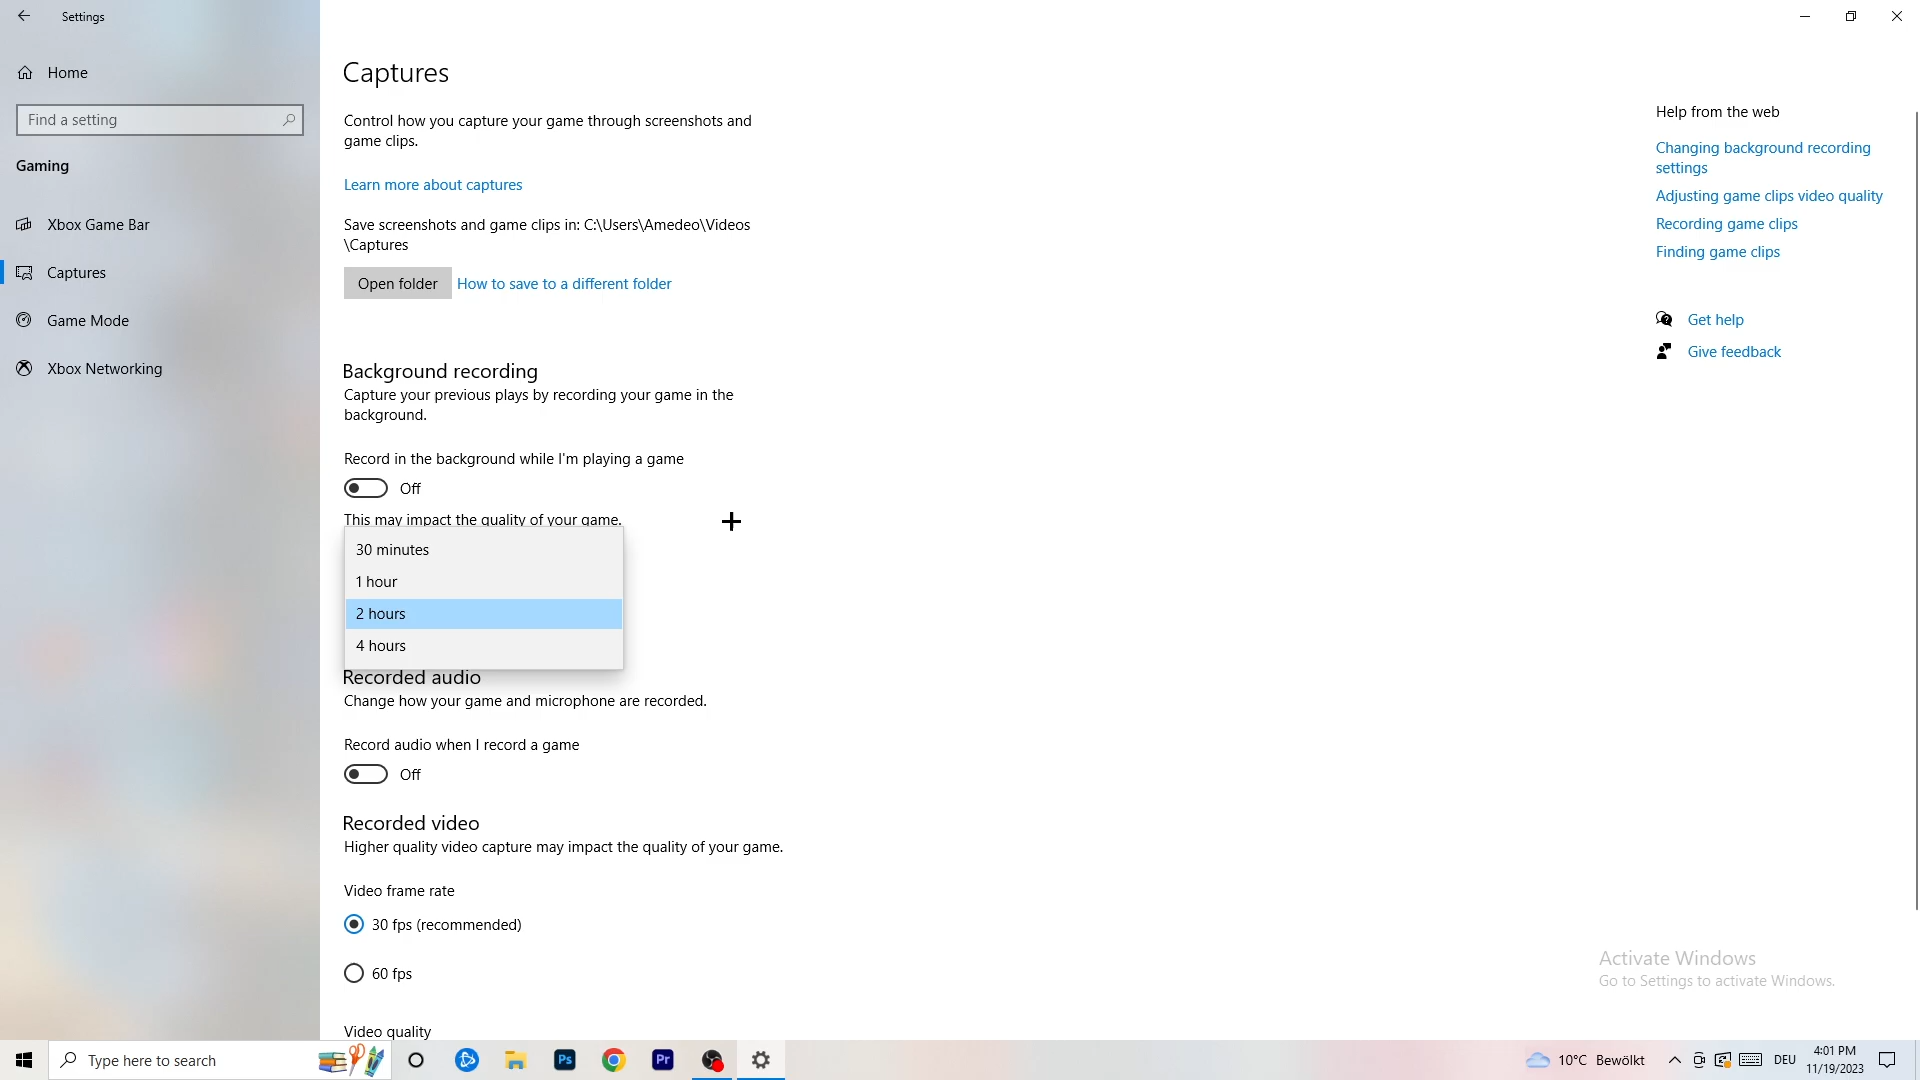 Settings
Home
Find a setting
Gaming
Xbox Game Bar
Captures
Game Mode
Xbox Networking
Captures
Control how you capture your game through screenshots and
game clips.
Learn more about captures
Save screenshots and game clips in: C:\Users\Amedeo\Videos
\Captures
Open folder
How to save to a different folder
Background recording
Capture your previous plays by recording your game in the
background.
Record in the background while I'm playing a game
Off
This may impact the quality of your game.
30 minutes
1 hour
2 hours
4 hours
Recorded audio
Change how your game and microphone are recorded.
Record audio when I record a game
Off
Recorded video
Higher quality video capture may impact the quality of your game.
Video frame rate
30 fps (recommended)
60 fps
Video quality
Help from the web
Changing background recording
settings
Adjusting game clips video quality
Recording game clips
Finding game clips
Get help
Give feedback
Activate Windows
Go to Settings to activate Windows.
Type here to search
Ps
Pr
10°C Bewölkt
DEU
4:01 PM
11/19/2023